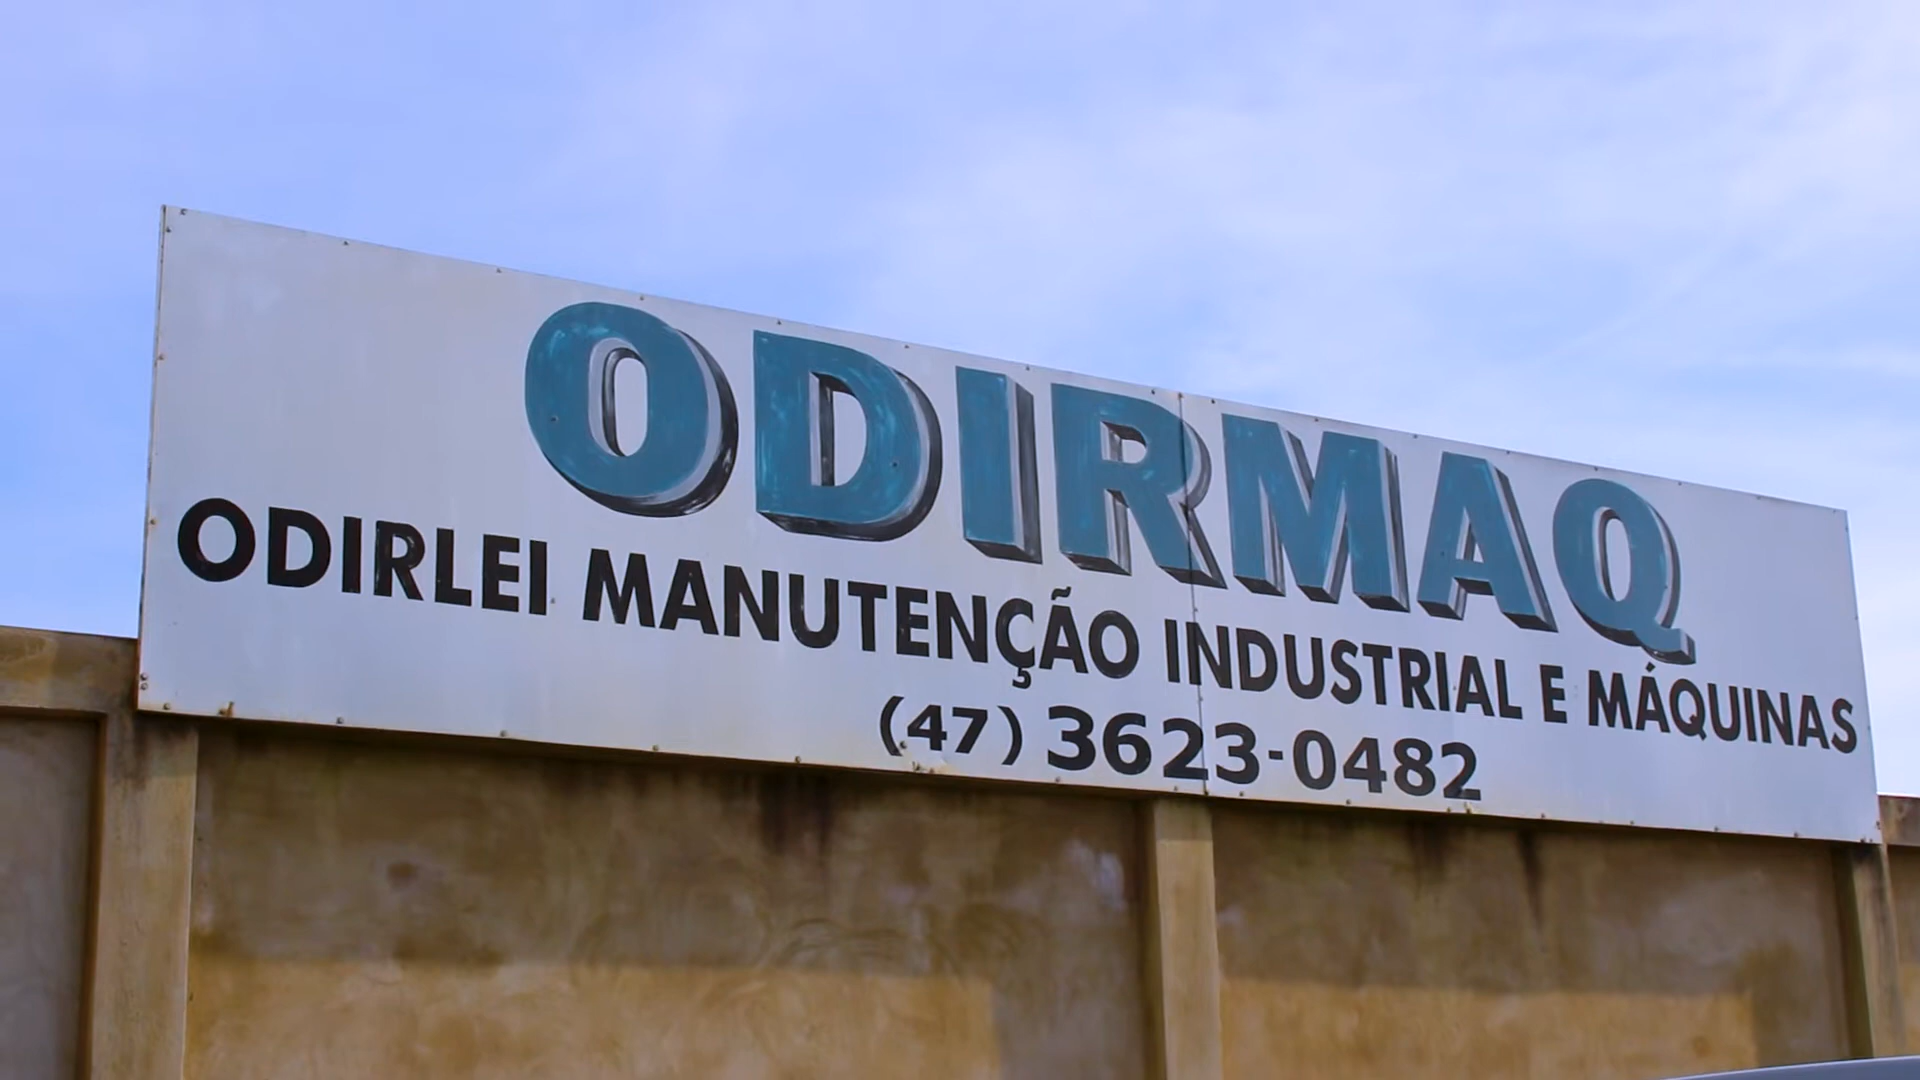 ODIRMAQ
ODIRLEI MANUTENÇÃO INDUSTRIAL E MÁQUINAS
(47) 3623-0482